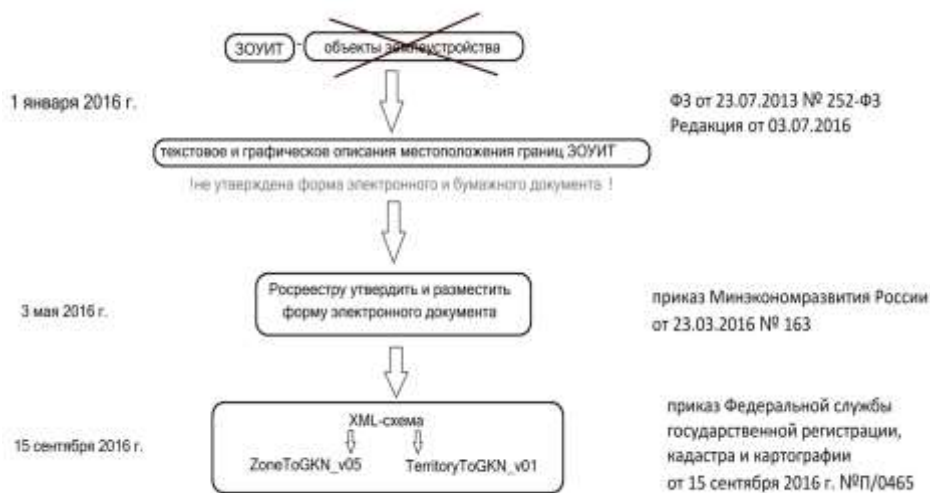 ЗОУИТ - объекты землеустройства
1 января 2016 г.
ФЗ от 23.07.2013 № 252-ФЗ
Редакция от 03.07.2016
текстовое и графическое описания местоположения границ ЗОУИТ
!не утверждена форма электронного и бумажного документа !
Росреестру утвердить и разместить
форму электронного документа
3 мая 2016 г.
приказ Минэкономразвития России
от 23.03.2016 № 163
XML-схема
ZoneToGKN_v05 TerritoryToGKN_v01
15 сентября 2016 г.
приказ Федеральной службы
государственной регистрации,
кадастра и картографии
от 15 сентября 2016 г. №П/0465